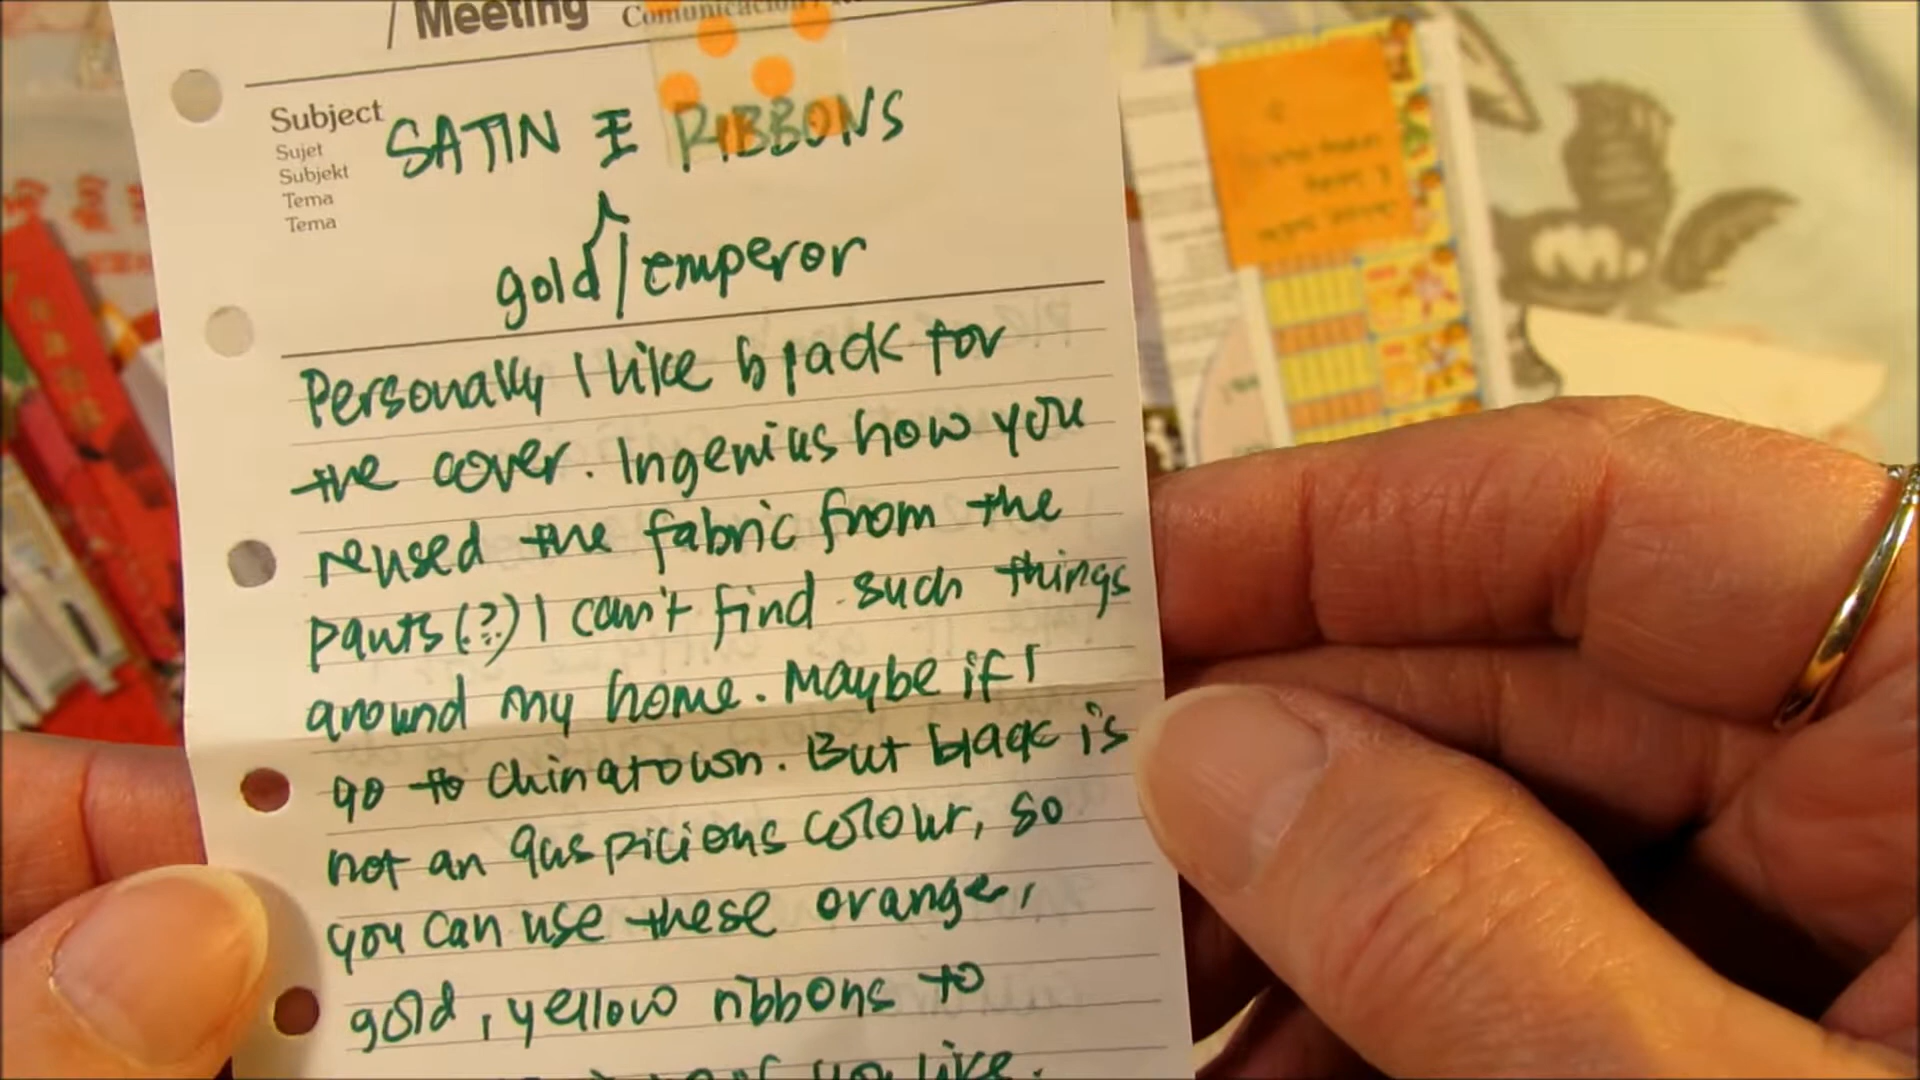 Meeting
Subject SATIN & RIBBONS
Sujet
Subjekt
Tema
Tema
gold/emperor
Personally I like black for
the cover. Ingenius how you
reused the fabric from the
pants(?) I can't find such things
around my home. Maybe if I
go to Chinatown. But black is
not an auspicious colour, so
you can use these orange,
gold, yellow ribbons to
you like.